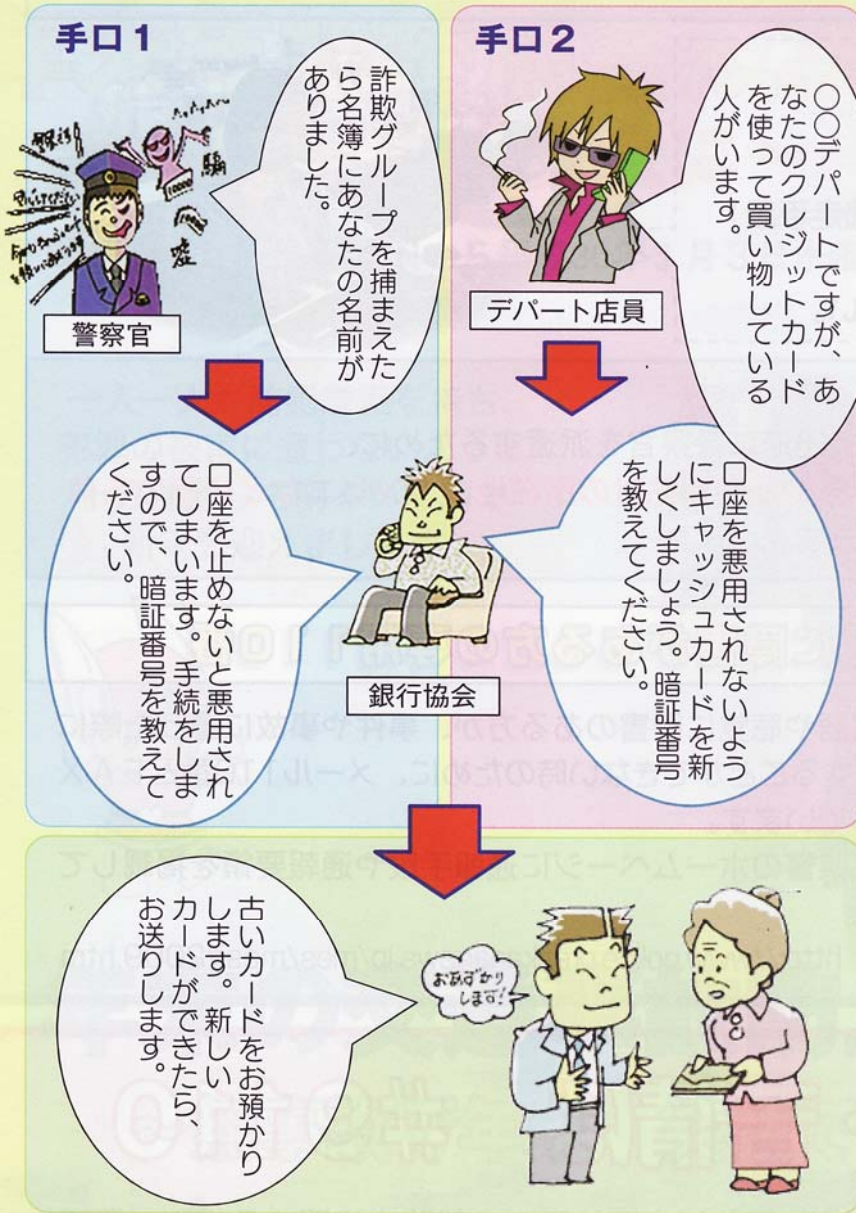 手口1
詐欺グループを捕まえた
ら名簿にあなたの名前が
ありました。
警察官
口座を止めないと悪用され
てしまいます。手続をしま
すので、暗証番号を教えて
ください。
手口2
〇〇デパートですが、あ
なたのクレジットカード
を使って買い物している
人がいます。
デパート店員
口座を悪用されないよう
にキャッシュカードを新
しくしましょう。暗証番号
を教えてください。
銀行協会
古いカードをお預かり
します。新しい
カードができたら、
お送りします。
おあずかり
します!
騙
嘘
10000